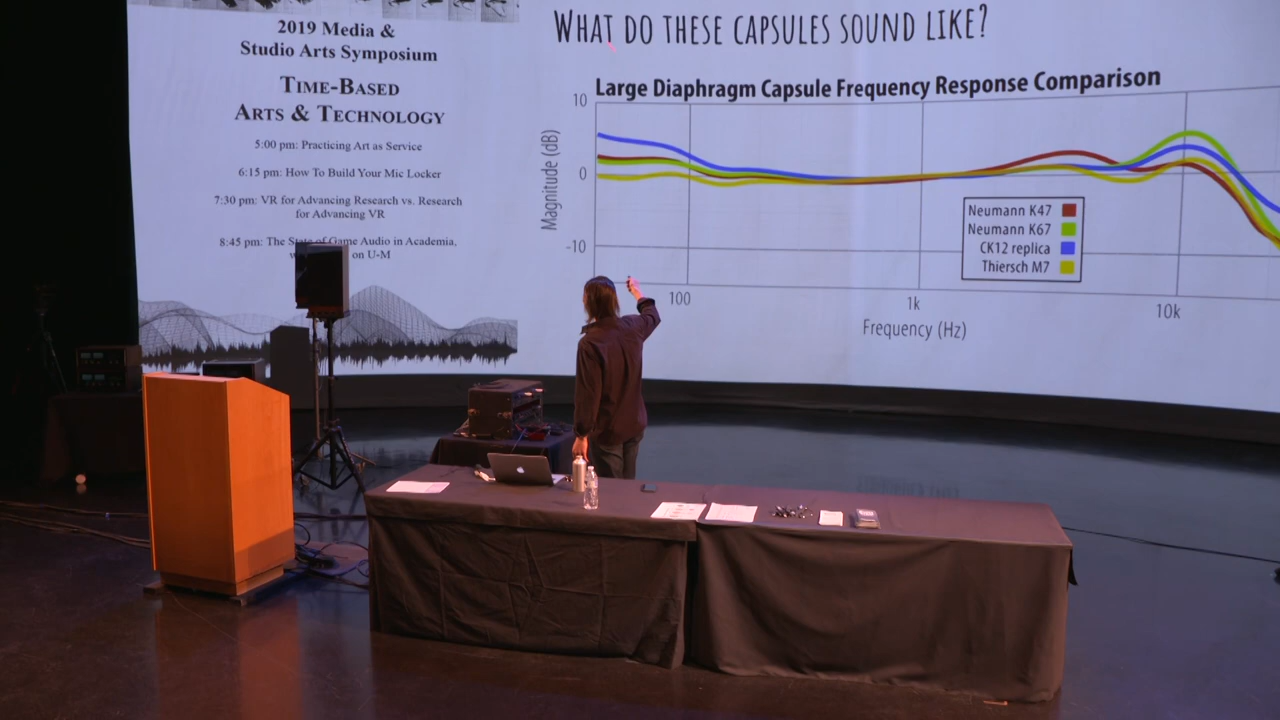 2019 Media &
Studio Arts Symposium
Time-Based
Arts & Technology
5:00 pm: Practicing Art as Service
6:15 pm: How To Build Your Mic Locker
7:30 pm: VR for Advancing Research vs. Research
for Advancing VR
8:45 pm: The State of Game Audio in Academia,
on U-M
WHAT DO THESE CAPSULES SOUND LIKE?
Large Diaphragm Capsule Frequency Response Comparison
10
0
-10
Magnitude (dB)
Neumann K47
Neumann K67
CK12 replica
Thiersch M7
100
1k
10k
Frequency (Hz)